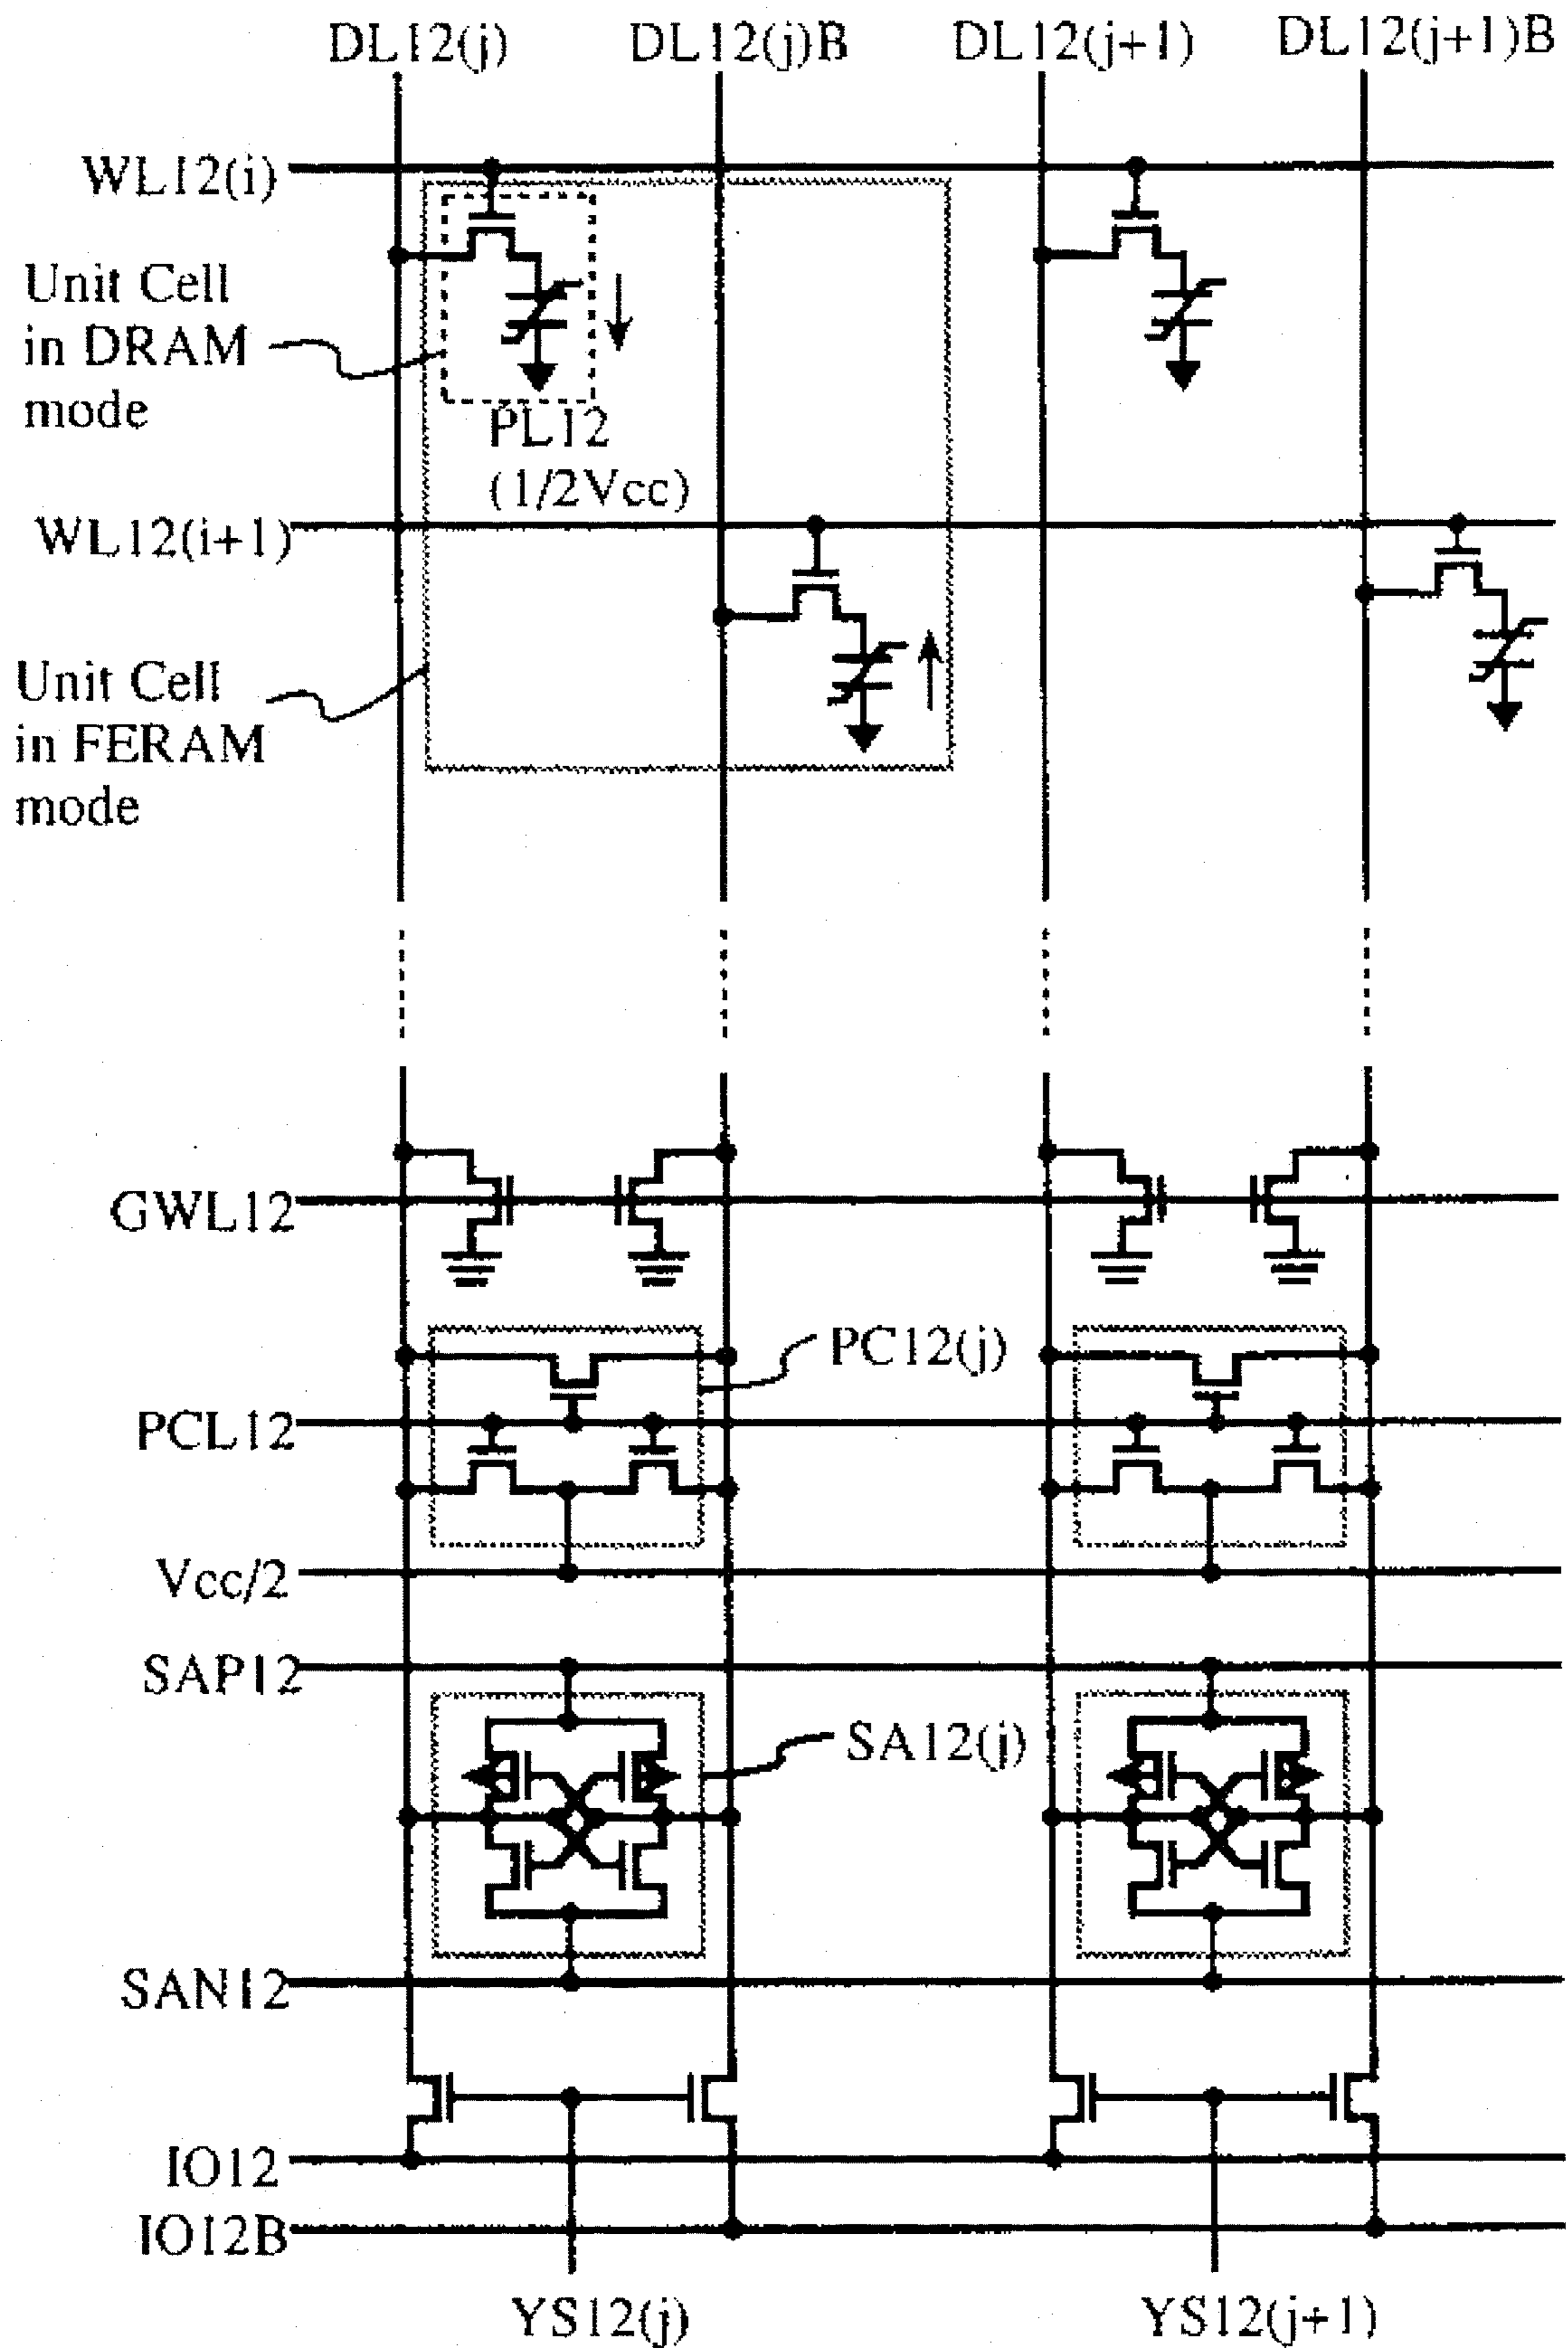 DL12(j) DL12(j)B DL12(j+1) DL12(j+1)B
WL12(i)
Unit Cell
in DRAM
mode
PL12
(1/2Vcc)
WL12(i+1)
Unit Cell
in FERAM
mode
GWL12
PC12(j)
PCL12
Vcc/2
SAP12
SA12(j)
SAN12
IO12
IO12B
YS12(j) YS12(j+1)